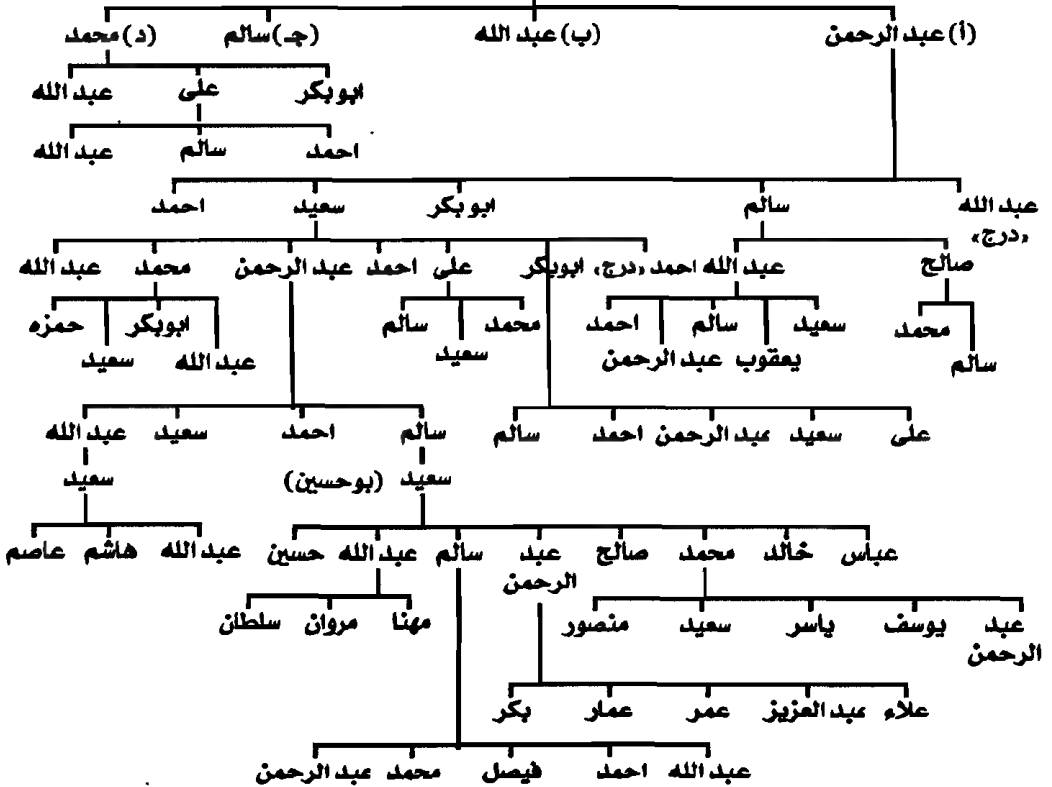 (أ) عبد الرحمن (ب) عبد الله (جـ) سالم (د) محمد
ابوبكر على عبد الله
احمد سالم عبد الله
عبد الله سالم ابوبكر سعيد احمد
«درج»
صالح عبد الله احمد «درج» ابوبكر على احمد عبد الرحمن محمد عبد الله
محمد سعيد سالم احمد محمد سالم ابوبكر حمزه
سالم يعقوب عبد الرحمن سعيد عبد الله سعيد
على سعيد عبد الرحمن احمد سالم سالم احمد سعيد عبد الله
سعيد (بوحسين) سعيد
عباس خالد محمد صالح عبد سالم عبد الله حسين عبد الله هاشم عاصم
الرحمن
عبد يوسف ياسر سعيد منصور مهنا مروان سلطان
الرحمن
علاء عبد العزيز عمر عمار بكر
عبد الله احمد فيصل محمد عبد الرحمن